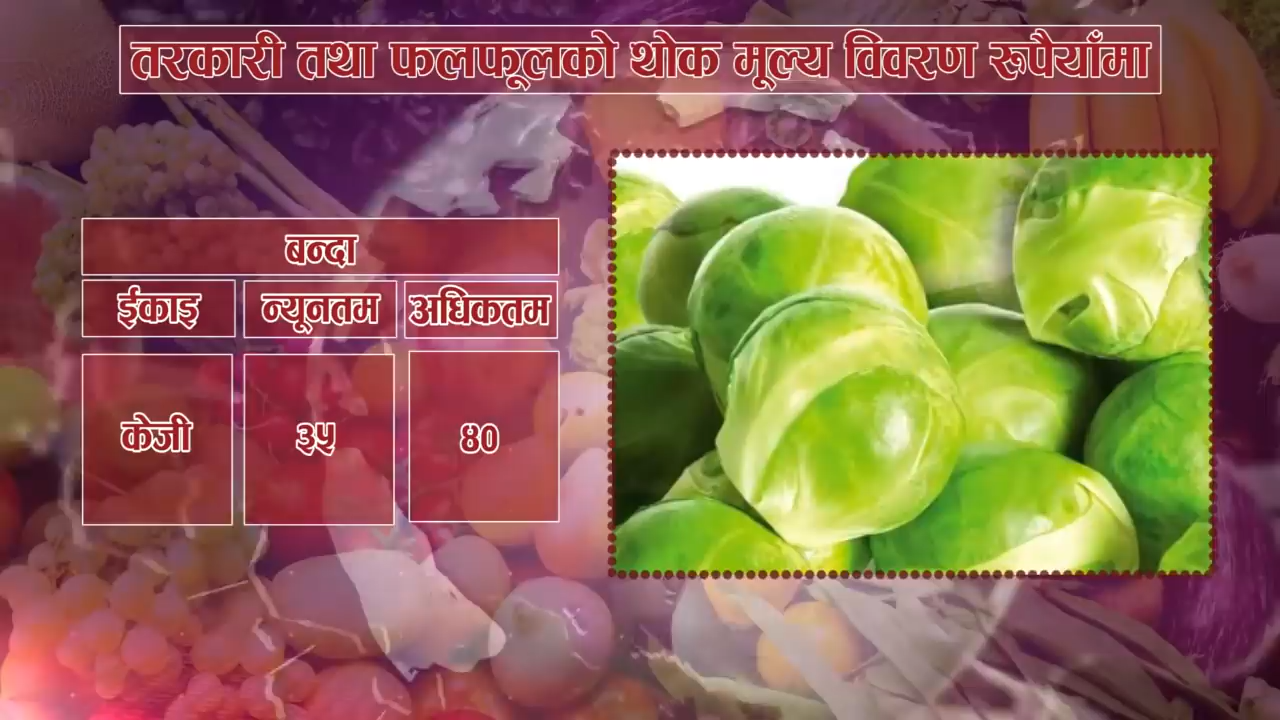 तरकारी तथा फलफूलको थोक मूल्य विवरण रूपैयाँमा
बन्दा
ईकाइ न्यूनतम अधिकतम
केजी ३५ ४०